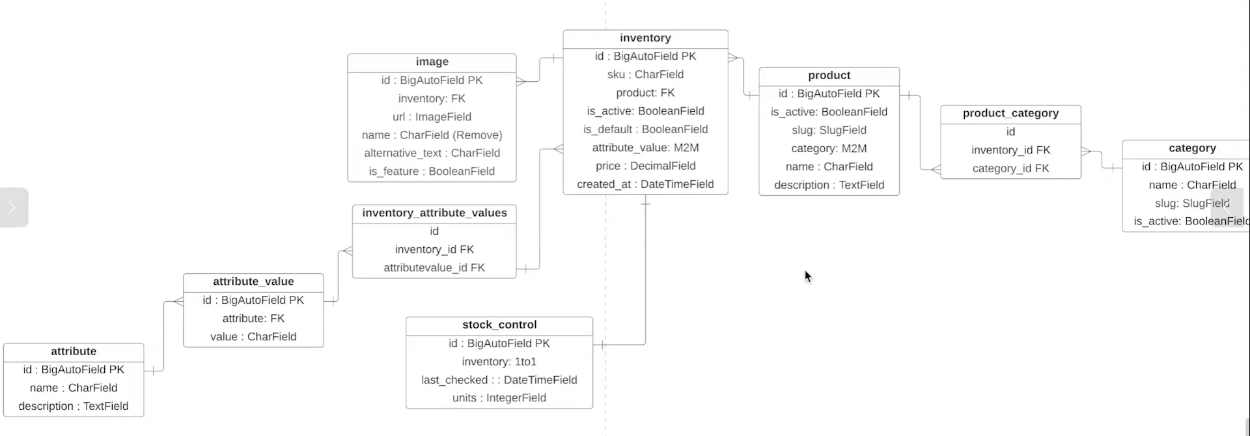 inventory
id : BigAutoField PK
sku : CharField
product: FK
is_active: BooleanField
is_default : BooleanField
attribute_value: M2M
price : DecimalField
created_at : DateTimeField
image
id : BigAutoField PK
inventory: FK
url : ImageField
name : CharField (Remove)
alternative_text : CharField
is_feature : BooleanField
product
id : BigAutoField PK
is_active: BooleanField
slug: SlugField
category: M2M
name : CharField
description : TextField
product_category
id
inventory_id FK
category_id FK
category
id : BigAutoField PK
name : CharField
slug: SlugField
is_active: BooleanField
inventory_attribute_values
id
inventory_id FK
attributevalue_id FK
attribute_value
id : BigAutoField PK
attribute: FK
value : CharField
stock_control
id : BigAutoField PK
inventory: 1to1
last_checked : : DateTimeField
units : IntegerField
attribute
id : BigAutoField PK
name : CharField
description : TextField